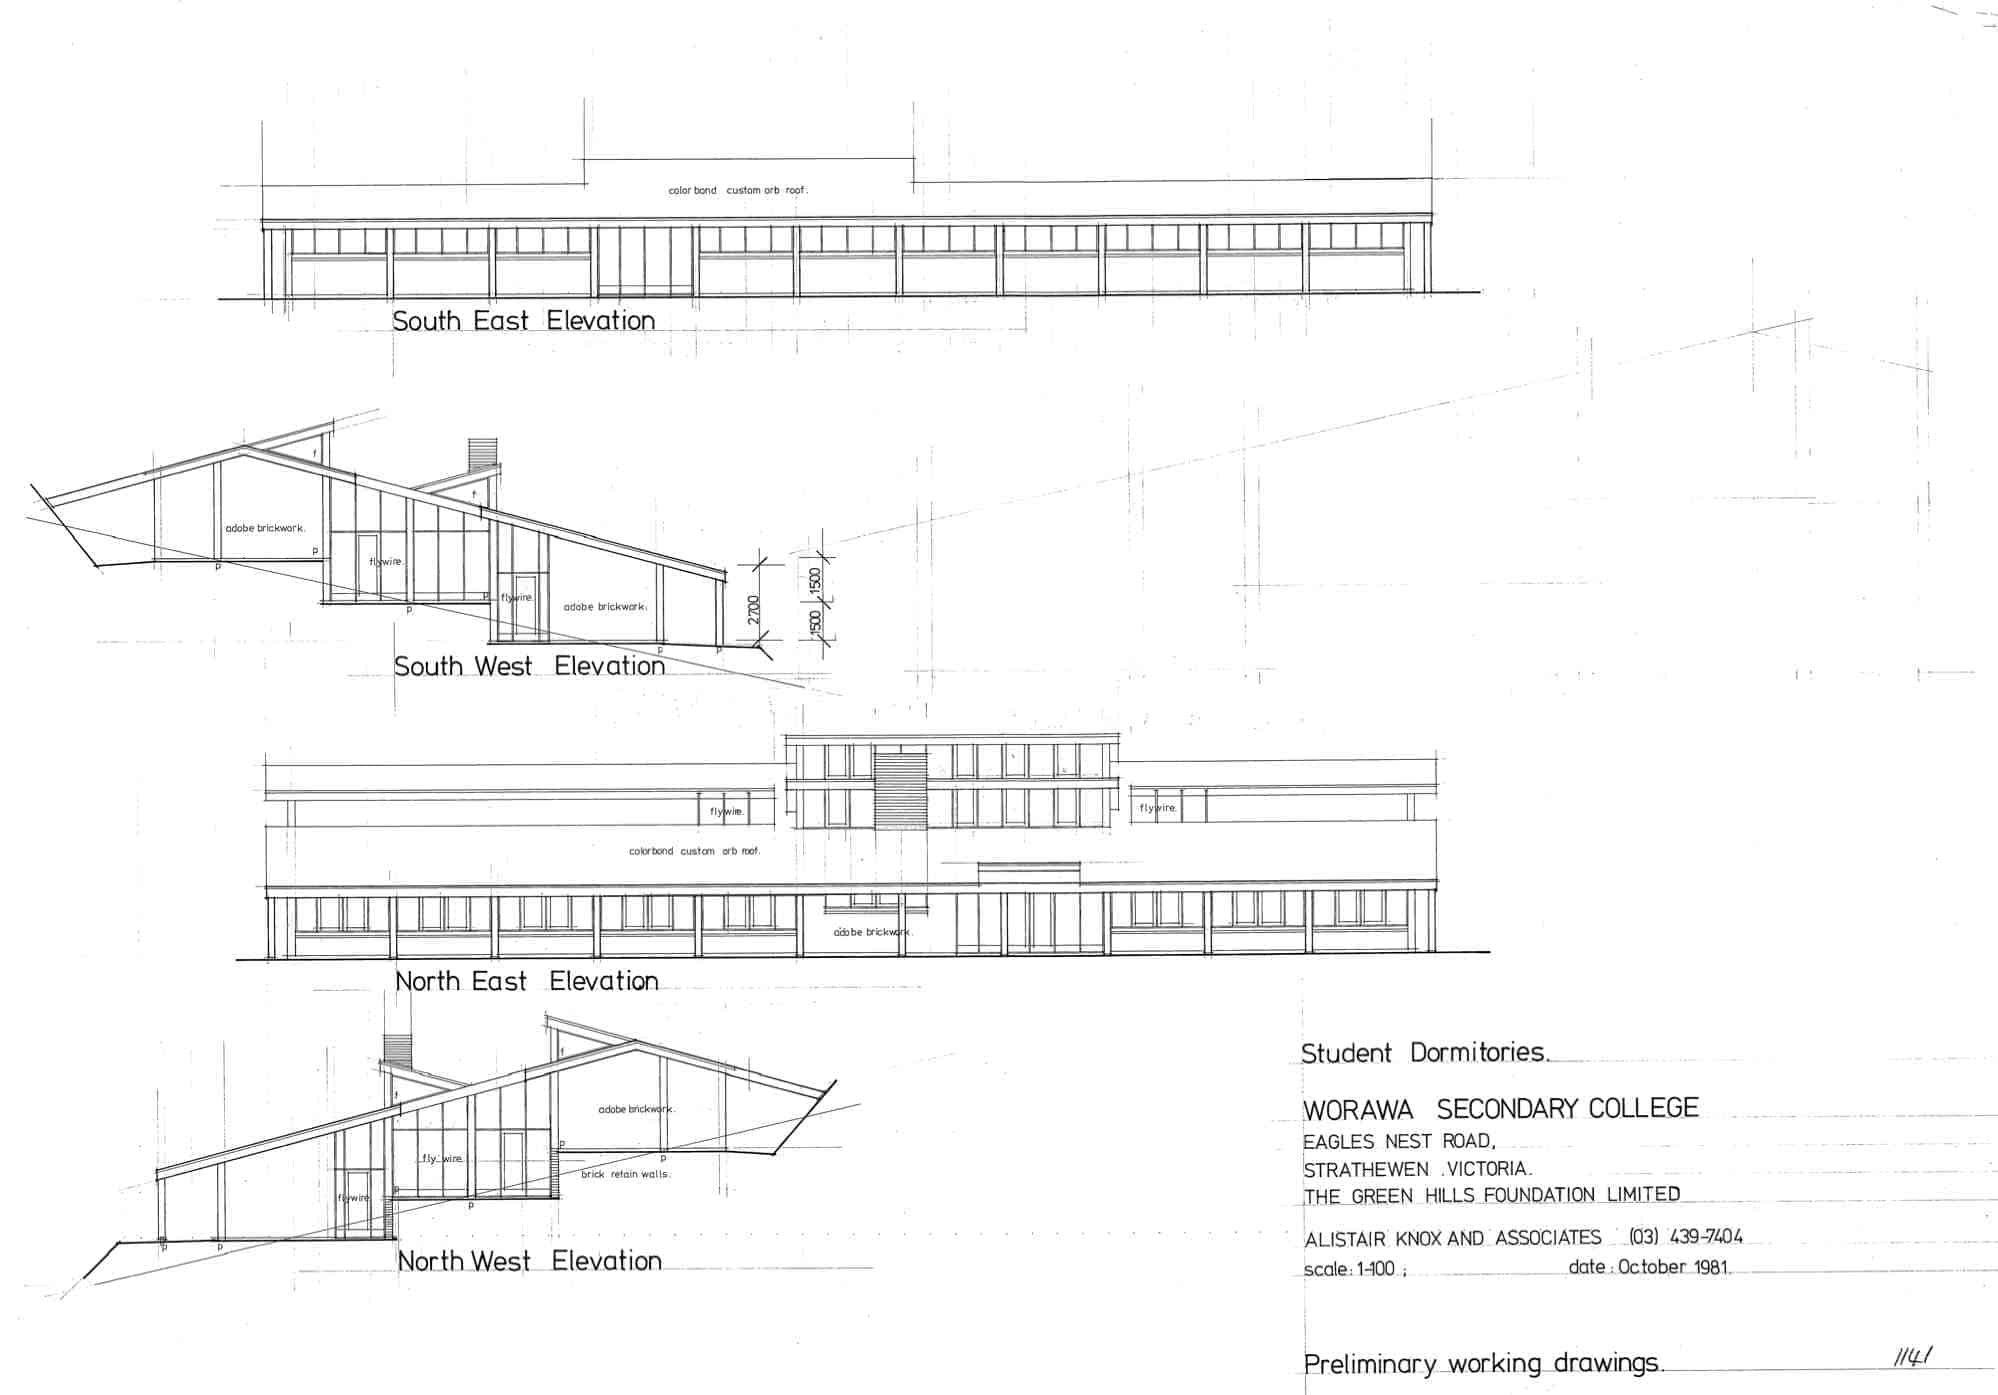 color bond custom orb roof.
South East Elevation
f
f
adobe brickwork.
p
flywire.
p
flywire.
adobe brickwork.
p
p
p
p
2700
1500
1500
South West Elevation
flywire.
flywire.
colorbond custom orb roof.
adobe brickwork.
North East Elevation
f
f
adobe brickwork.
p
fly wire.
p
brick retain walls.
p
flywire.
p
p
p
North West Elevation
Student Dormitories.
WORAWA SECONDARY COLLEGE
EAGLES NEST ROAD,
STRATHEWEN .VICTORIA.
THE GREEN HILLS FOUNDATION LIMITED
ALISTAIR KNOX AND ASSOCIATES (03) 439-7404
scale: 1-100 ; date: October 1981.
Preliminary working drawings. 1141